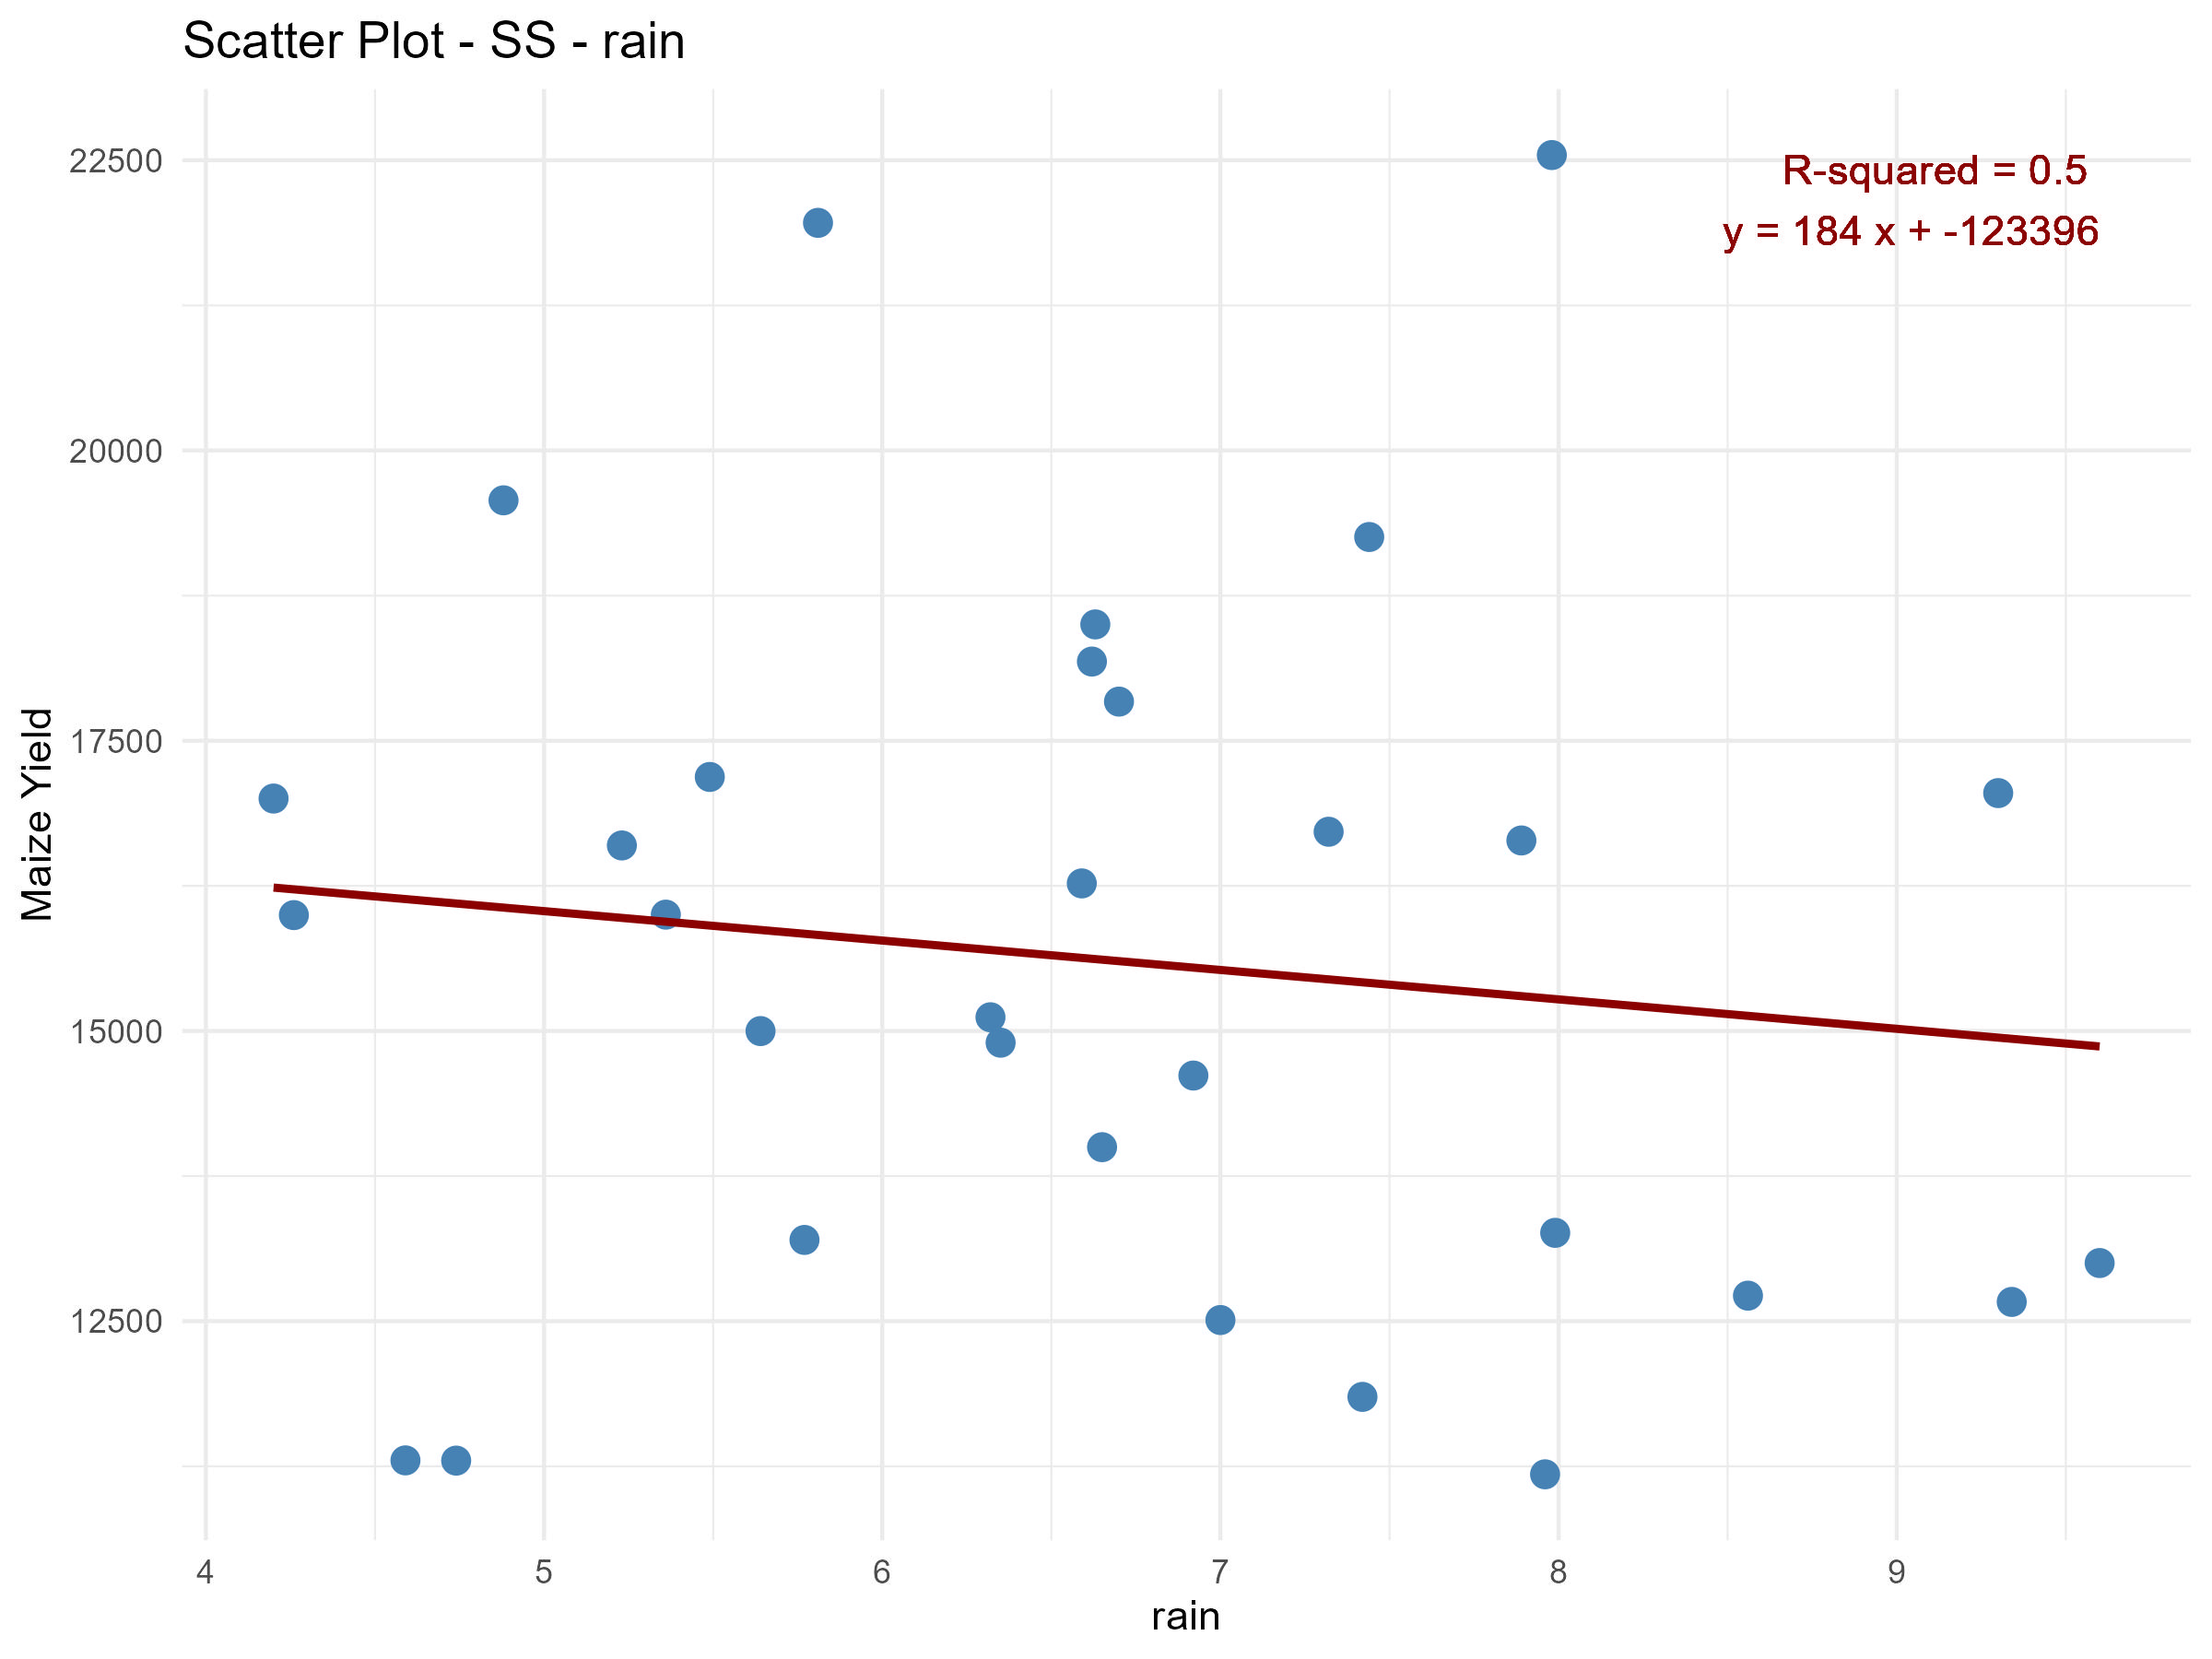 Scatter Plot - SS - rain
R-squared = 0.5
y = 184 x + -123396
22500
20000
17500
15000
12500
Maize Yield
4 5 6 7 8 9
rain